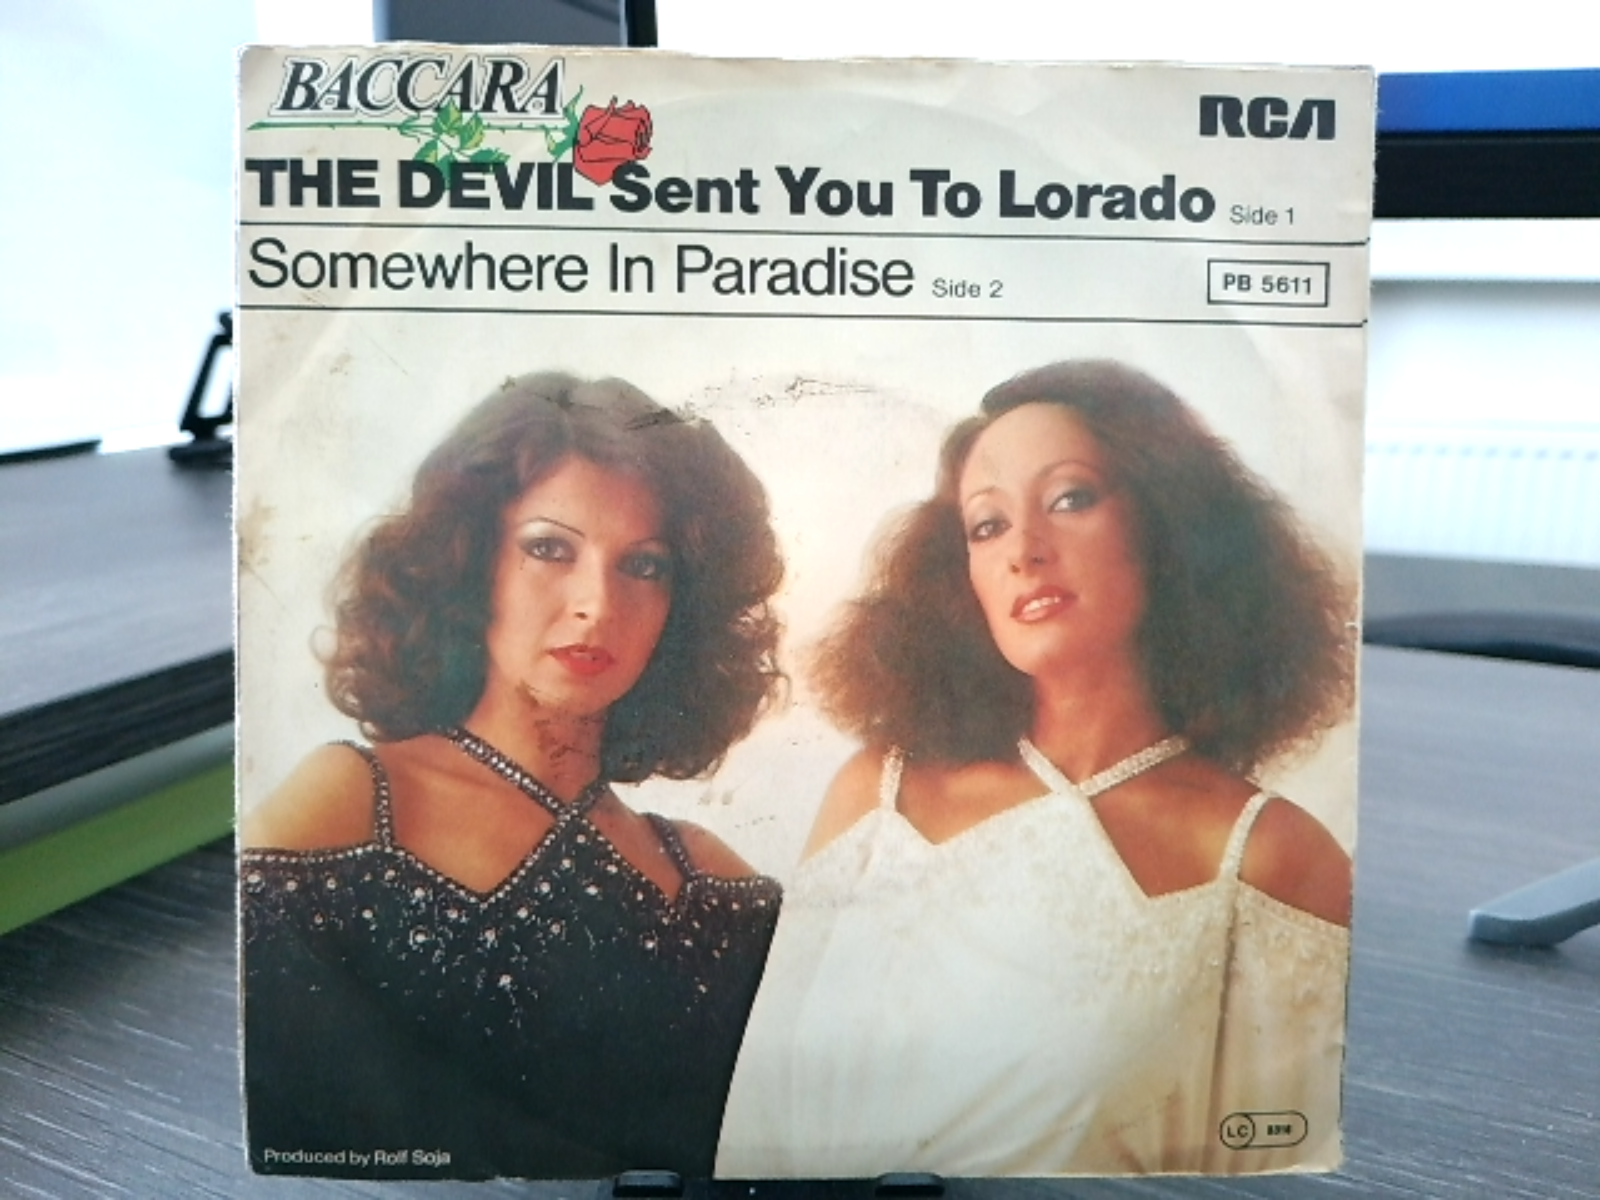 BACCARA
RCA
THE DEVIL Sent You To Lorado Side 1
Somewhere In Paradise Side 2
PB 5611
Produced by Rolf Soja
LC